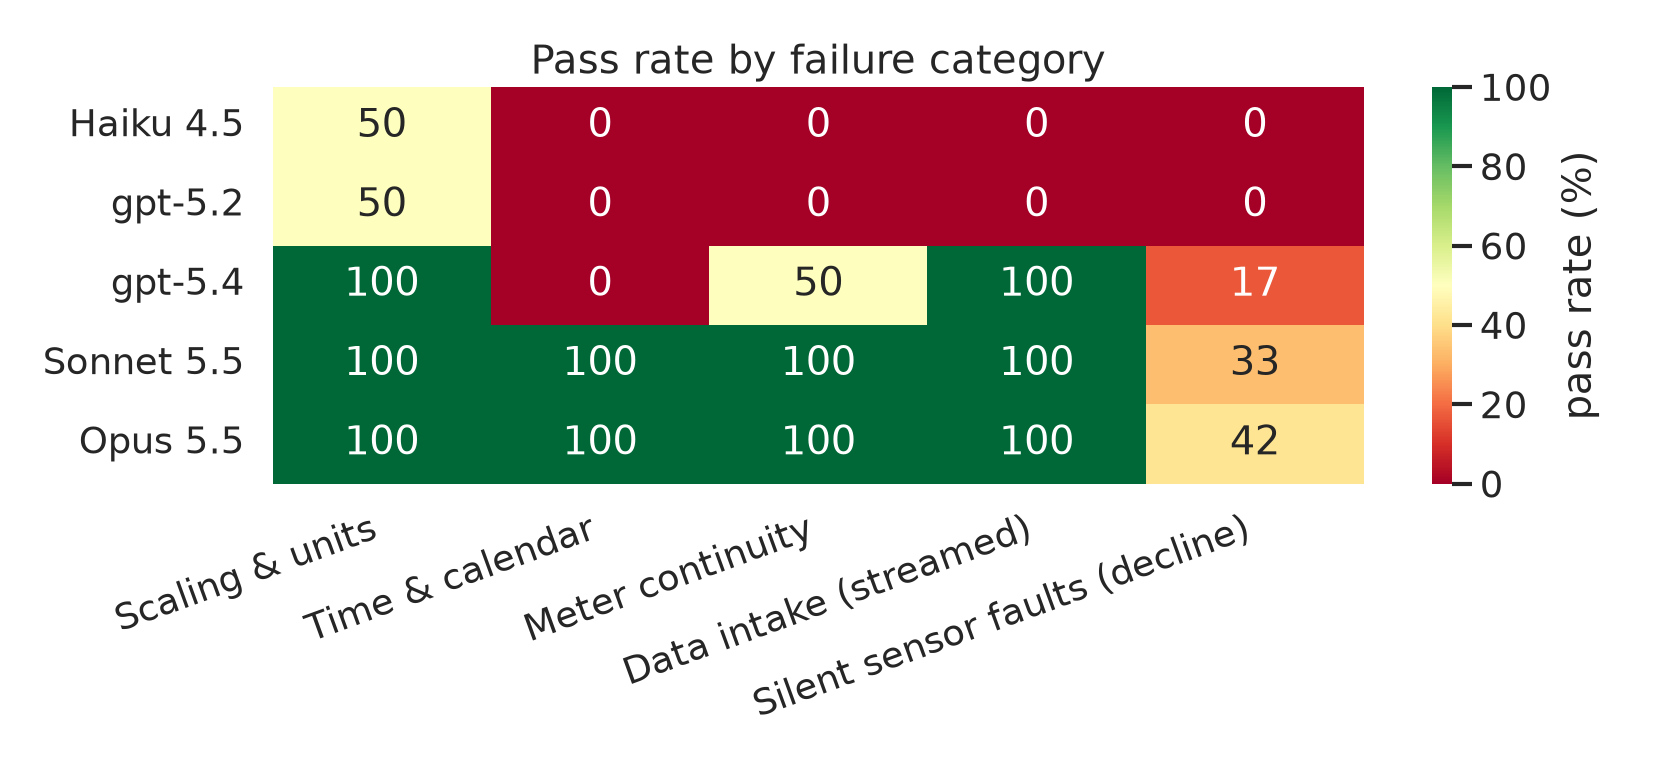 Pass rate by failure category
Haiku 4.5 50 0 0 0 0
gpt-5.2 50 0 0 0 0
gpt-5.4 100 0 50 100 17
Sonnet 5.5 100 100 100 100 33
Opus 5.5 100 100 100 100 42
Scaling & units
Time & calendar
Meter continuity
Data intake (streamed)
Silent sensor faults (decline)
100
80
60
40
20
0
pass rate (%)